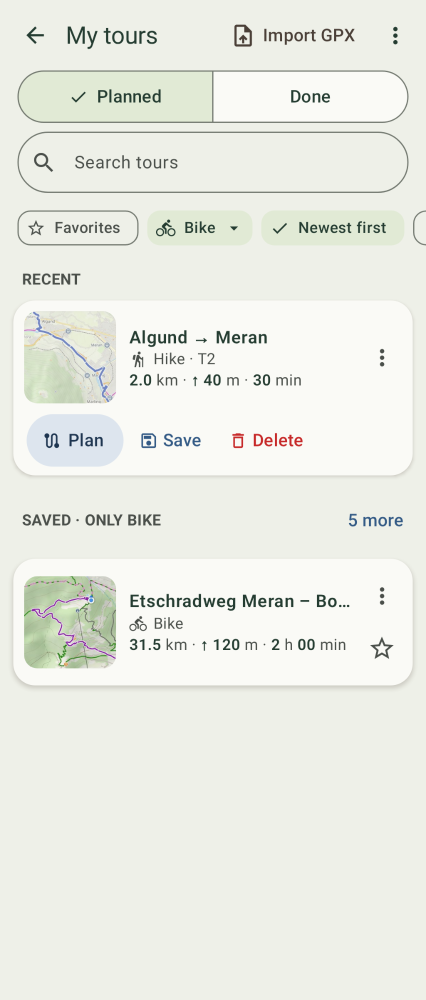 My tours
Import GPX
Planned
Done
Search tours
Favorites
Bike
Newest first
RECENT
Algund → Meran
Hike · T2
2.0 km · ↑ 40 m · 30 min
Plan
Save
Delete
SAVED · ONLY BIKE
5 more
Etschradweg Meran – Bo…
Bike
31.5 km · ↑ 120 m · 2 h 00 min